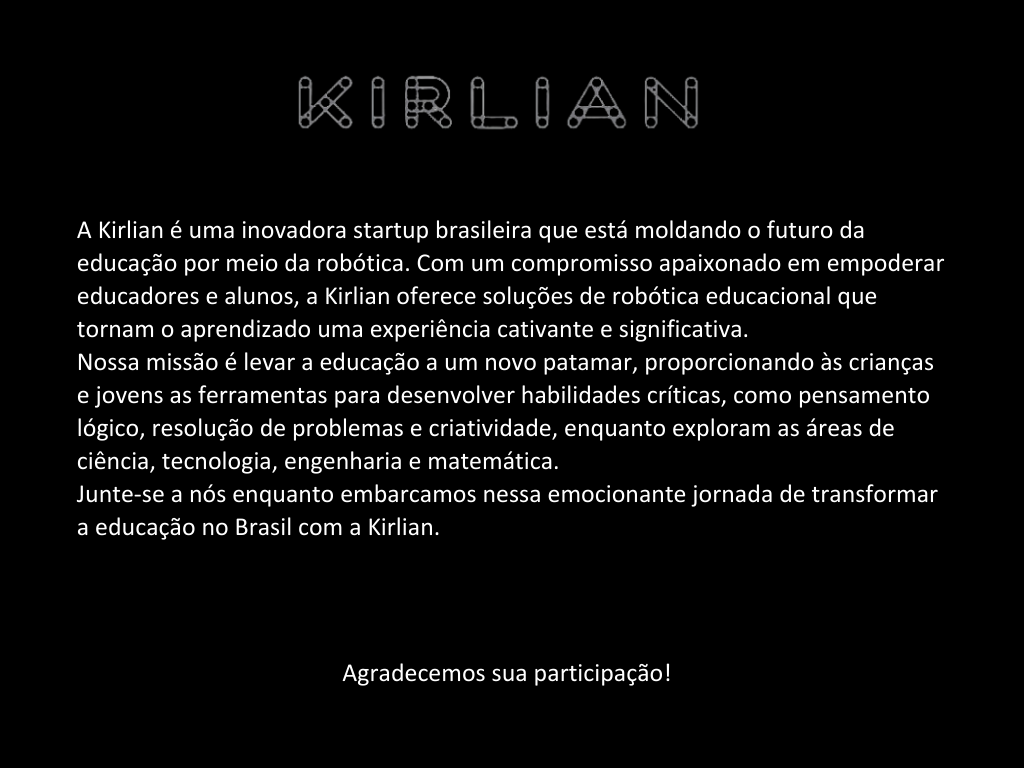 KIRLIAN
A Kirlian é uma inovadora startup brasileira que está moldando o futuro da
educação por meio da robótica. Com um compromisso apaixonado em empoderar
educadores e alunos, a Kirlian oferece soluções de robótica educacional que
tornam o aprendizado uma experiência cativante e significativa.
Nossa missão é levar a educação a um novo patamar, proporcionando às crianças
e jovens as ferramentas para desenvolver habilidades críticas, como pensamento
lógico, resolução de problemas e criatividade, enquanto exploram as áreas de
ciência, tecnologia, engenharia e matemática.
Junte-se a nós enquanto embarcamos nessa emocionante jornada de transformar
a educação no Brasil com a Kirlian.
Agradecemos sua participação!